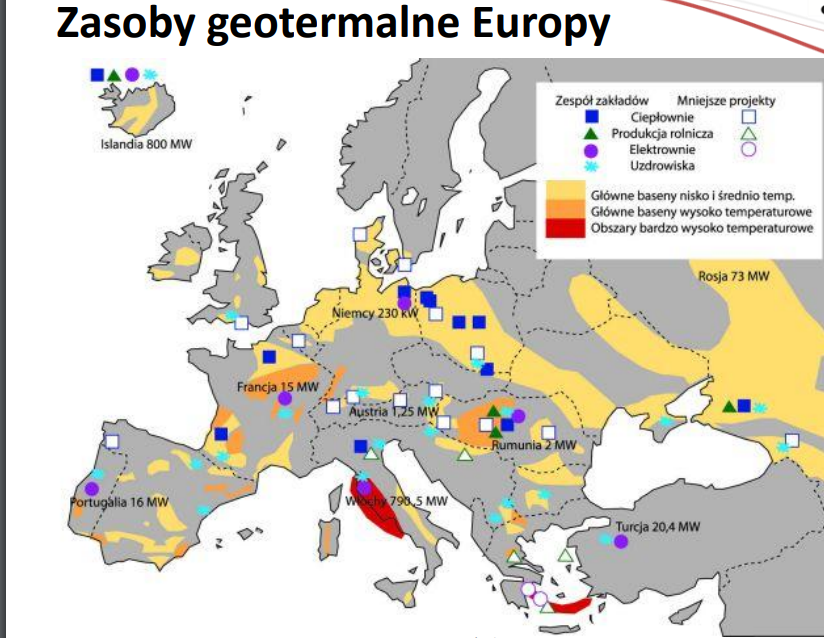 Zasoby geotermalne Europy
Islandia 800 MW
Zespół zakładów
Mniejsze projekty
Ciepłownie
Produkcja rolnicza
Elektrownie
Uzdrowiska
Główne baseny nisko i średnio temp.
Główne baseny wysoko temperaturowe
Obszary bardzo wysoko temperaturowe
Rosja 73 MW
Niemcy 230 kW
Francja 15 MW
Austria 1,25 MW
Rumunia 2 MW
Portugalia 16 MW
Włochy 790,5 MW
Turcja 20,4 MW